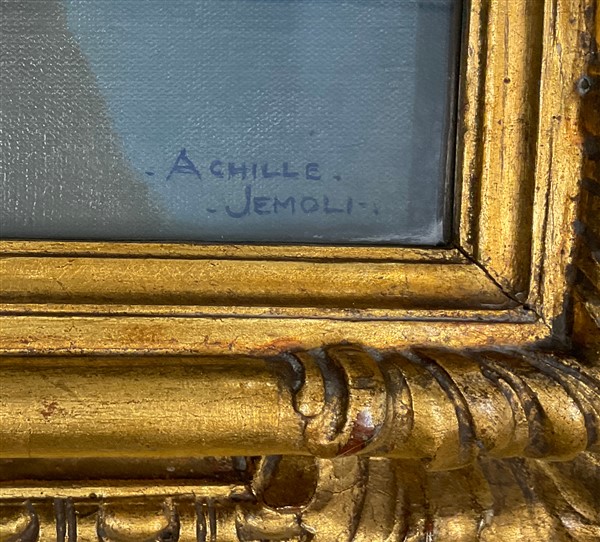 - ACHILLE.
- JEMOLI -.